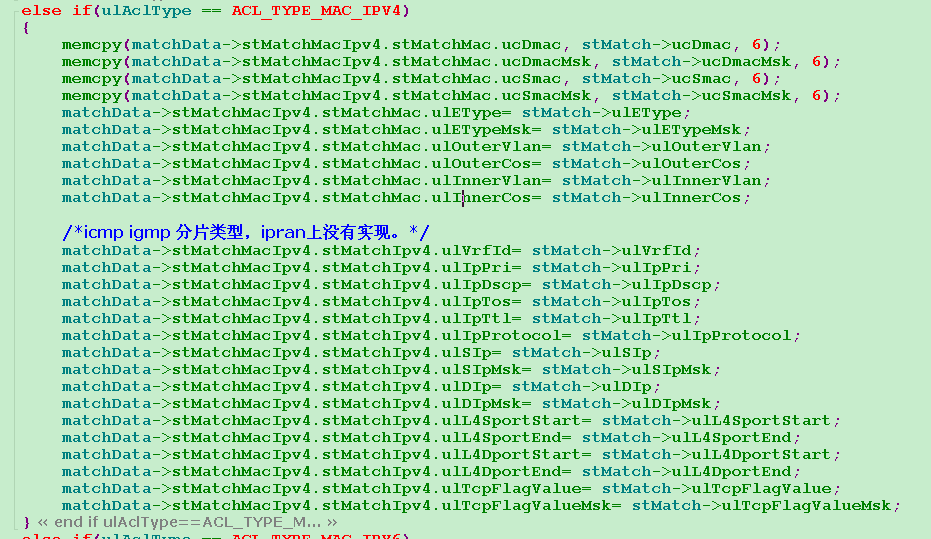 else if(ulAclType == ACL_TYPE_MAC_IPV4)
{
memcpy(matchData->stMatchMacIpv4.stMatchMac.ucDmac, stMatch->ucDmac, 6);
memcpy(matchData->stMatchMacIpv4.stMatchMac.ucDmacMsk, stMatch->ucDmacMsk, 6);
memcpy(matchData->stMatchMacIpv4.stMatchMac.ucSmac, stMatch->ucSmac, 6);
memcpy(matchData->stMatchMacIpv4.stMatchMac.ucSmacMsk, stMatch->ucSmacMsk, 6);
matchData->stMatchMacIpv4.stMatchMac.ulEType= stMatch->ulEType;
matchData->stMatchMacIpv4.stMatchMac.ulETypeMsk= stMatch->ulETypeMsk;
matchData->stMatchMacIpv4.stMatchMac.ulOuterVlan= stMatch->ulOuterVlan;
matchData->stMatchMacIpv4.stMatchMac.ulOuterCos= stMatch->ulOuterCos;
matchData->stMatchMacIpv4.stMatchMac.ulInnerVlan= stMatch->ulInnerVlan;
matchData->stMatchMacIpv4.stMatchMac.ulInnerCos= stMatch->ulInnerCos;
/*icmp igmp 分片类型，ipran上没有实现。*/
matchData->stMatchMacIpv4.stMatchIpv4.ulVrfId= stMatch->ulVrfId;
matchData->stMatchMacIpv4.stMatchIpv4.ulIpPri= stMatch->ulIpPri;
matchData->stMatchMacIpv4.stMatchIpv4.ulIpDscp= stMatch->ulIpDscp;
matchData->stMatchMacIpv4.stMatchIpv4.ulIpTos= stMatch->ulIpTos;
matchData->stMatchMacIpv4.stMatchIpv4.ulIpTtl= stMatch->ulIpTtl;
matchData->stMatchMacIpv4.stMatchIpv4.ulIpProtocol= stMatch->ulIpProtocol;
matchData->stMatchMacIpv4.stMatchIpv4.ulSIp= stMatch->ulSIp;
matchData->stMatchMacIpv4.stMatchIpv4.ulSIpMsk= stMatch->ulSIpMsk;
matchData->stMatchMacIpv4.stMatchIpv4.ulDIp= stMatch->ulDIp;
matchData->stMatchMacIpv4.stMatchIpv4.ulDIpMsk= stMatch->ulDIpMsk;
matchData->stMatchMacIpv4.stMatchIpv4.ulL4SportStart= stMatch->ulL4SportStart;
matchData->stMatchMacIpv4.stMatchIpv4.ulL4SportEnd= stMatch->ulL4SportEnd;
matchData->stMatchMacIpv4.stMatchIpv4.ulL4DportStart= stMatch->ulL4DportStart;
matchData->stMatchMacIpv4.stMatchIpv4.ulL4DportEnd= stMatch->ulL4DportEnd;
matchData->stMatchMacIpv4.stMatchIpv4.ulTcpFlagValue= stMatch->ulTcpFlagValue;
matchData->stMatchMacIpv4.stMatchIpv4.ulTcpFlagValueMsk= stMatch->ulTcpFlagValueMsk;
} « end if ulAclType==ACL_TYPE_M... »
else if(ulAclType == ACL_TYPE_MAC_IPV6)